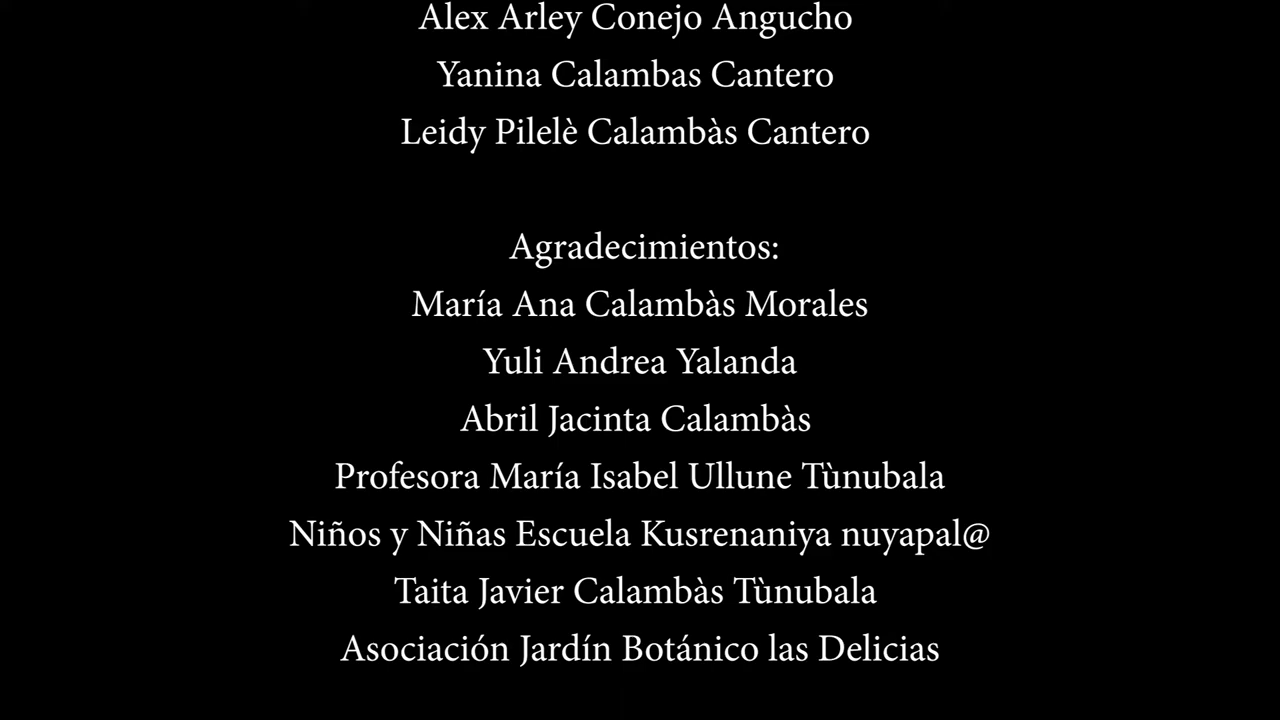 Alex Arley Conejo Angucho
Yanina Calambas Cantero
Leidy Pilelè Calambàs Cantero
Agradecimientos:
María Ana Calambàs Morales
Yuli Andrea Yalanda
Abril Jacinta Calambàs
Profesora María Isabel Ullune Tùnubala
Niños y Niñas Escuela Kusrenaniya nuyapal@
Taita Javier Calambàs Tùnubala
Asociación Jardín Botánico las Delicias